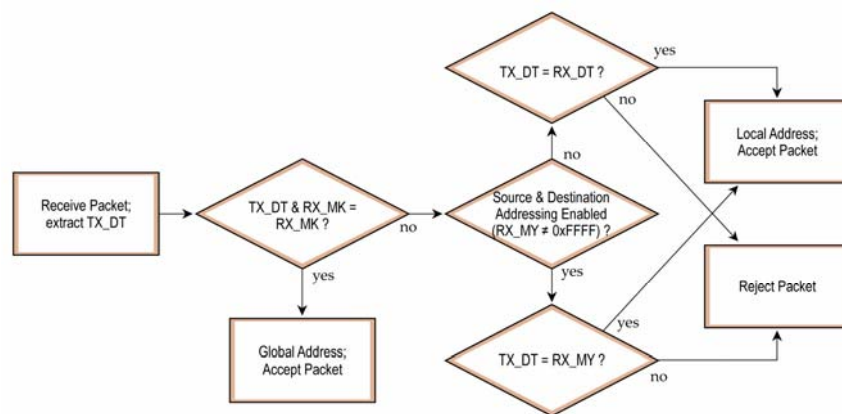 yes
TX_DT = RX_DT ?
no
Local Address;
Accept Packet
no
Receive Packet;
extract TX_DT
TX_DT & RX_MK =
RX_MK ?
no
Source & Destination
Addressing Enabled
(RX_MY ≠ 0xFFFF) ?
yes
yes
Reject Packet
Global Address;
Accept Packet
yes
TX_DT = RX_MY ?
no